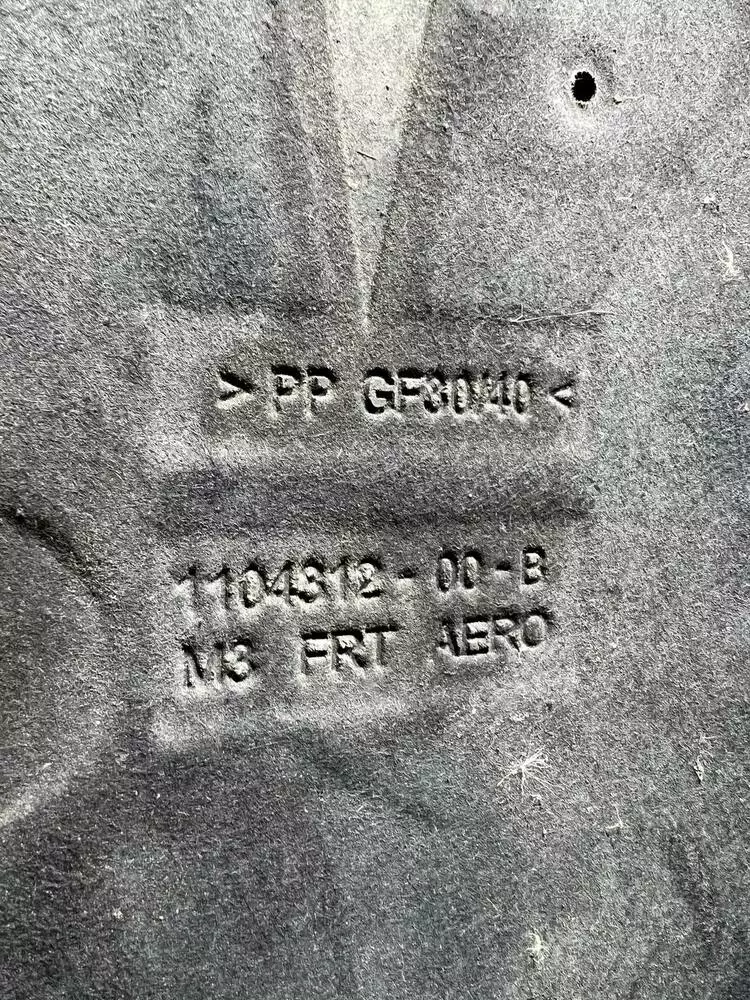 >PP GF30/40<
1104312-00-B
M3 FRT AERO